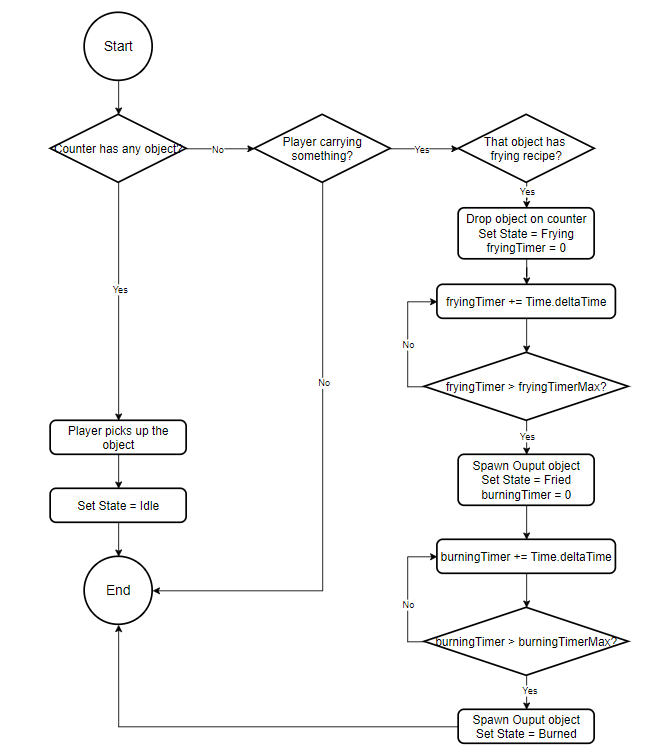 Start
Counter has any object?
No
Player carrying
something?
Yes
That object has
frying recipe?
Yes
Drop object on counter
Set State = Frying
fryingTimer = 0
Yes
fryingTimer += Time.deltaTime
No
fryingTimer > fryingTimerMax?
No
Yes
Player picks up the
object
Spawn Ouput object
Set State = Fried
burningTimer = 0
Set State = Idle
burningTimer += Time.deltaTime
End
No
burningTimer > burningTimerMax?
Yes
Spawn Ouput object
Set State = Burned